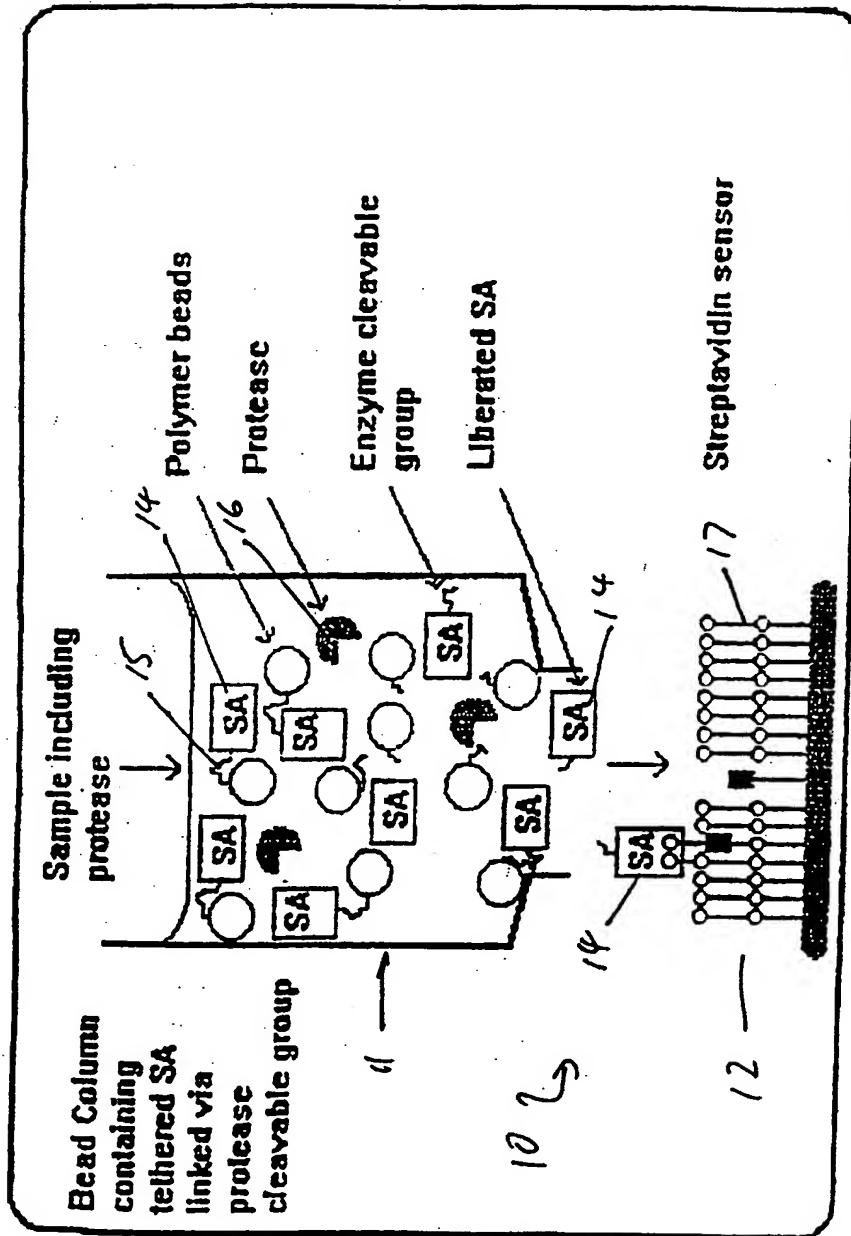 Bead Column
containing
tethered SA
linked via
protease
cleavable group
Sample including
protease
15
14
Polymer beads
16
Protease
Enzyme cleavable
group
Liberated SA
14
SA
SA
SA
SA
SA
SA
SA
SA
11
10
14
SA
12
17
Streptavidin sensor